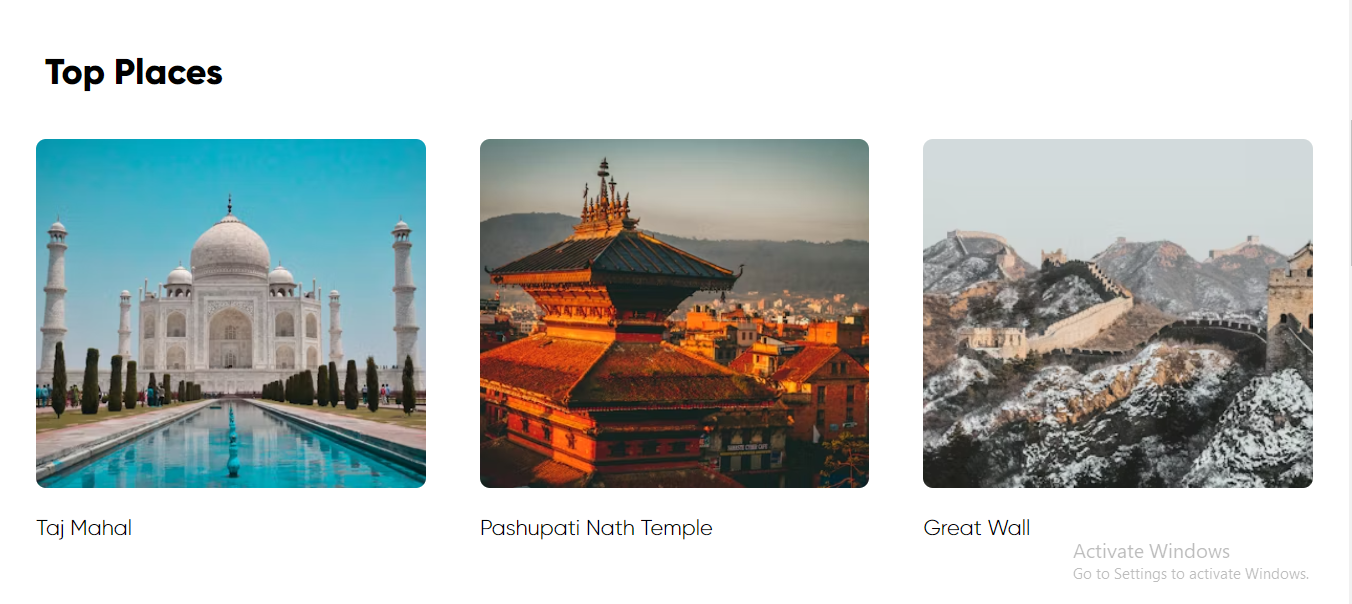 Top Places
Taj Mahal
Pashupati Nath Temple
Great Wall
Activate Windows
Go to Settings to activate Windows.